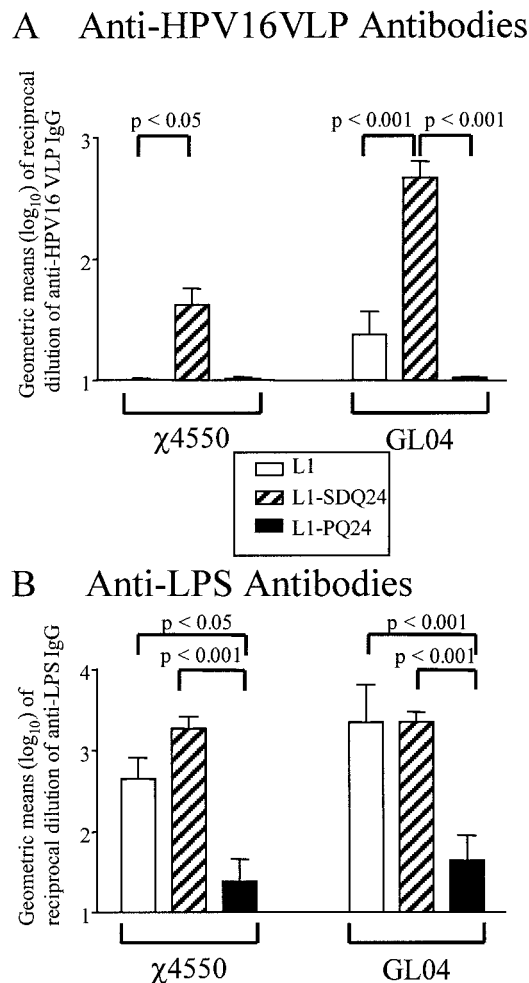 A Anti-HPV16VLP Antibodies
Geometric means (log10) of reciprocal
dilution of anti-HPV16 VLP IgG
p < 0.05
p < 0.001
p < 0.001
3
2
1
χ4550
GL04
L1
L1-SDQ24
L1-PQ24
B Anti-LPS Antibodies
Geometric means (log10) of
reciprocal dilution of anti-LPS IgG
p < 0.05
p < 0.001
p < 0.001
p < 0.001
4
3
2
1
χ4550
GL04